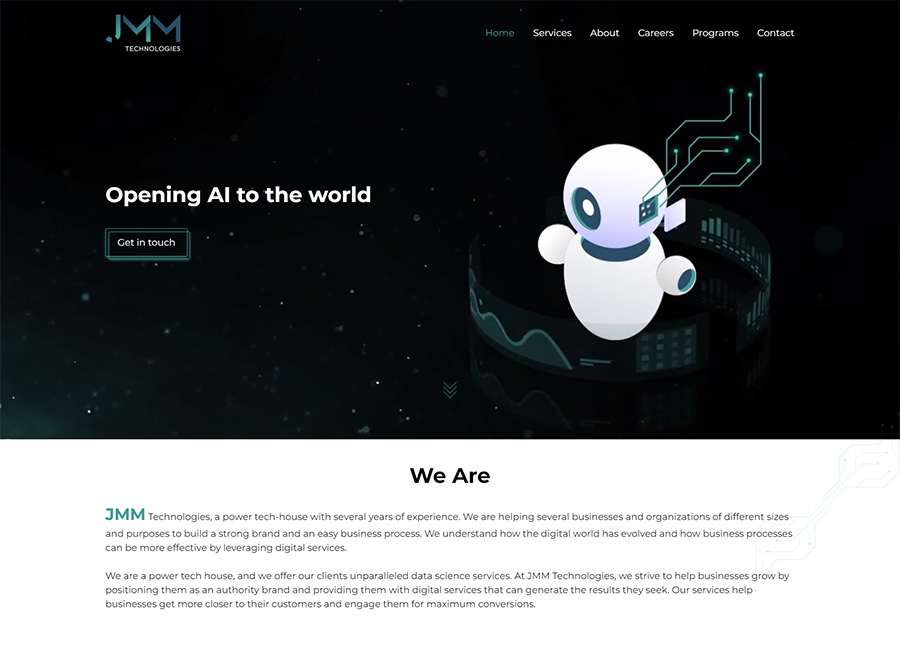 JMM
TECHNOLOGIES
Home Services About Careers Programs Contact
Opening AI to the world
Get in touch
We Are
JMM Technologies, a power tech-house with several years of experience. We are helping several businesses and organizations of different sizes
and purposes to build a strong brand and an easy business process. We understand how the digital world has evolved and how business processes
can be more effective by leveraging digital services.
We are a power tech house, and we offer our clients unparalleled data science services. At JMM Technologies, we strive to help businesses grow by
positioning them as an authority brand and providing them with digital services that can generate the results they seek. Our services help
businesses get more closer to their customers and engage them for maximum conversions.